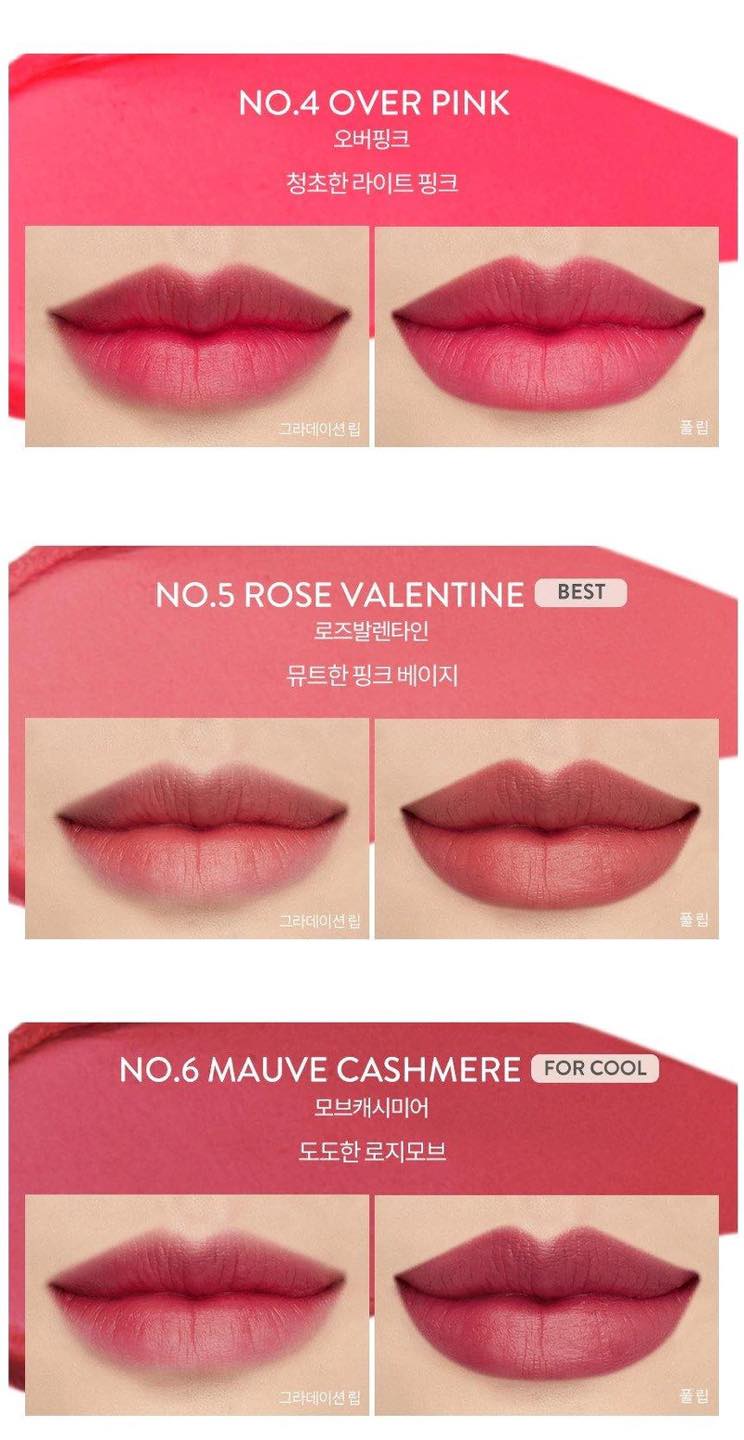 NO.4 OVER PINK
오버핑크
청초한 라이트 핑크
그라데이션 립
풀 립
NO.5 ROSE VALENTINE BEST
로즈발렌타인
뮤트한 핑크 베이지
그라데이션 립
풀 립
NO.6 MAUVE CASHMERE FOR COOL
모브캐시미어
도도한 로지모브
그라데이션 립
풀 립